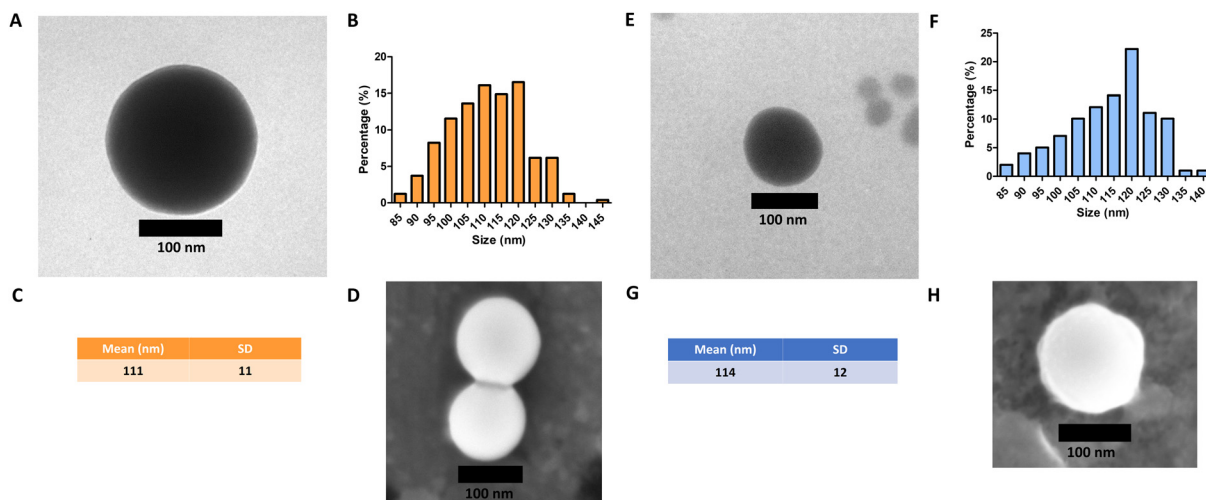 A
100 nm
B
Percentage (%)
20
15
10
5
0
85 90 95 100 105 110 115 120 125 130 135 140 145
Size (nm)
C
Mean (nm) SD
111 11
D
100 nm
E
100 nm
F
Percentage (%)
25
20
15
10
5
0
85 90 95 100 105 110 115 120 125 130 135 140
Size (nm)
G
Mean (nm) SD
114 12
H
100 nm